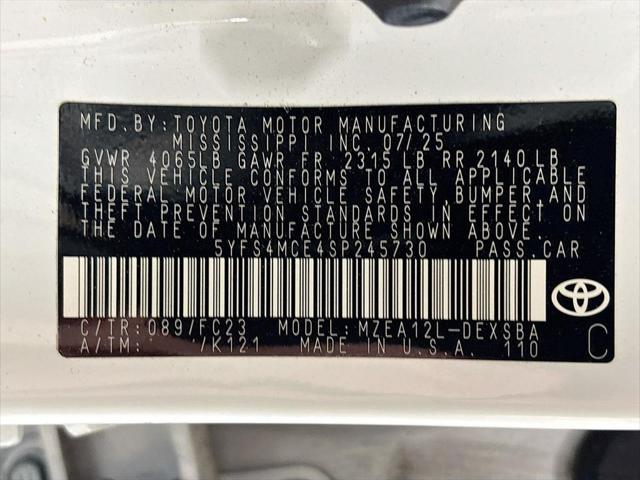 MFD. BY: TOYOTA MOTOR MANUFACTURING
MISSISSIPPI INC. 07/25
GVWR 4065LB GAWR FR 2315 LB RR 2140 LB
THIS VEHICLE CONFORMS TO ALL APPLICABLE
FEDERAL MOTOR VEHICLE SAFETY, BUMPER, AND
THEFT PREVENTION STANDARDS IN EFFECT ON
THE DATE OF MANUFACTURE SHOWN ABOVE.
5YFS4MCE4SP245730 PASS. CAR
C/TR: 089/FC23 MODEL: MZEA12L-DEXSBA
A/TM: /K121 MADE IN U.S.A. 110 C